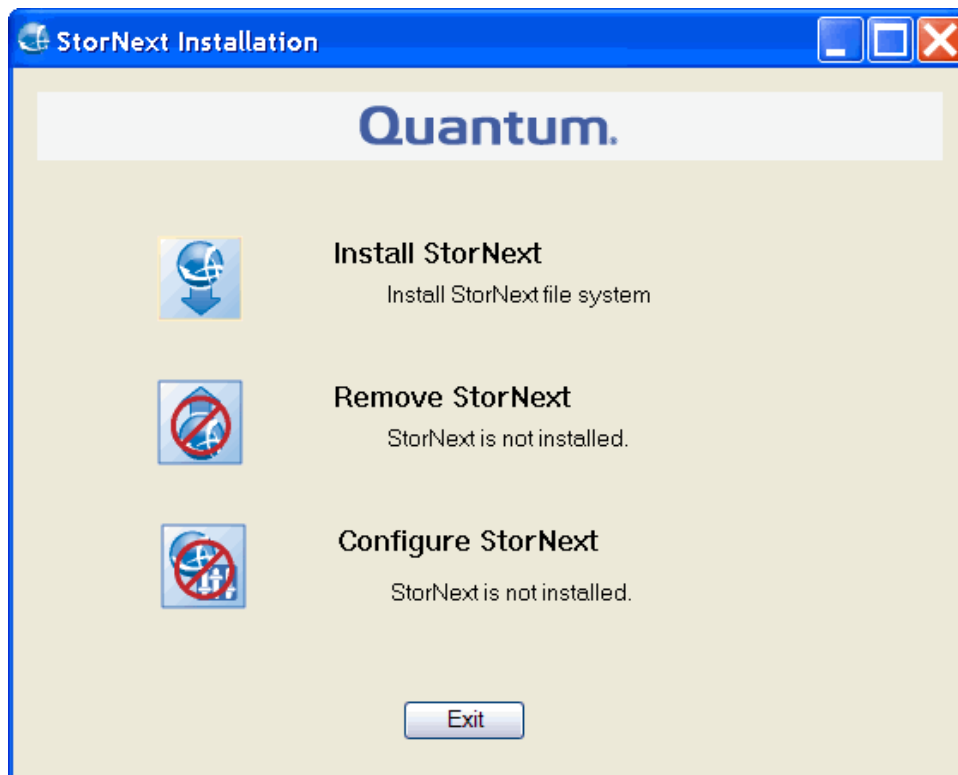 StorNext Installation
Quantum.
Install StorNext
Install StorNext file system
Remove StorNext
StorNext is not installed.
Configure StorNext
StorNext is not installed.
Exit